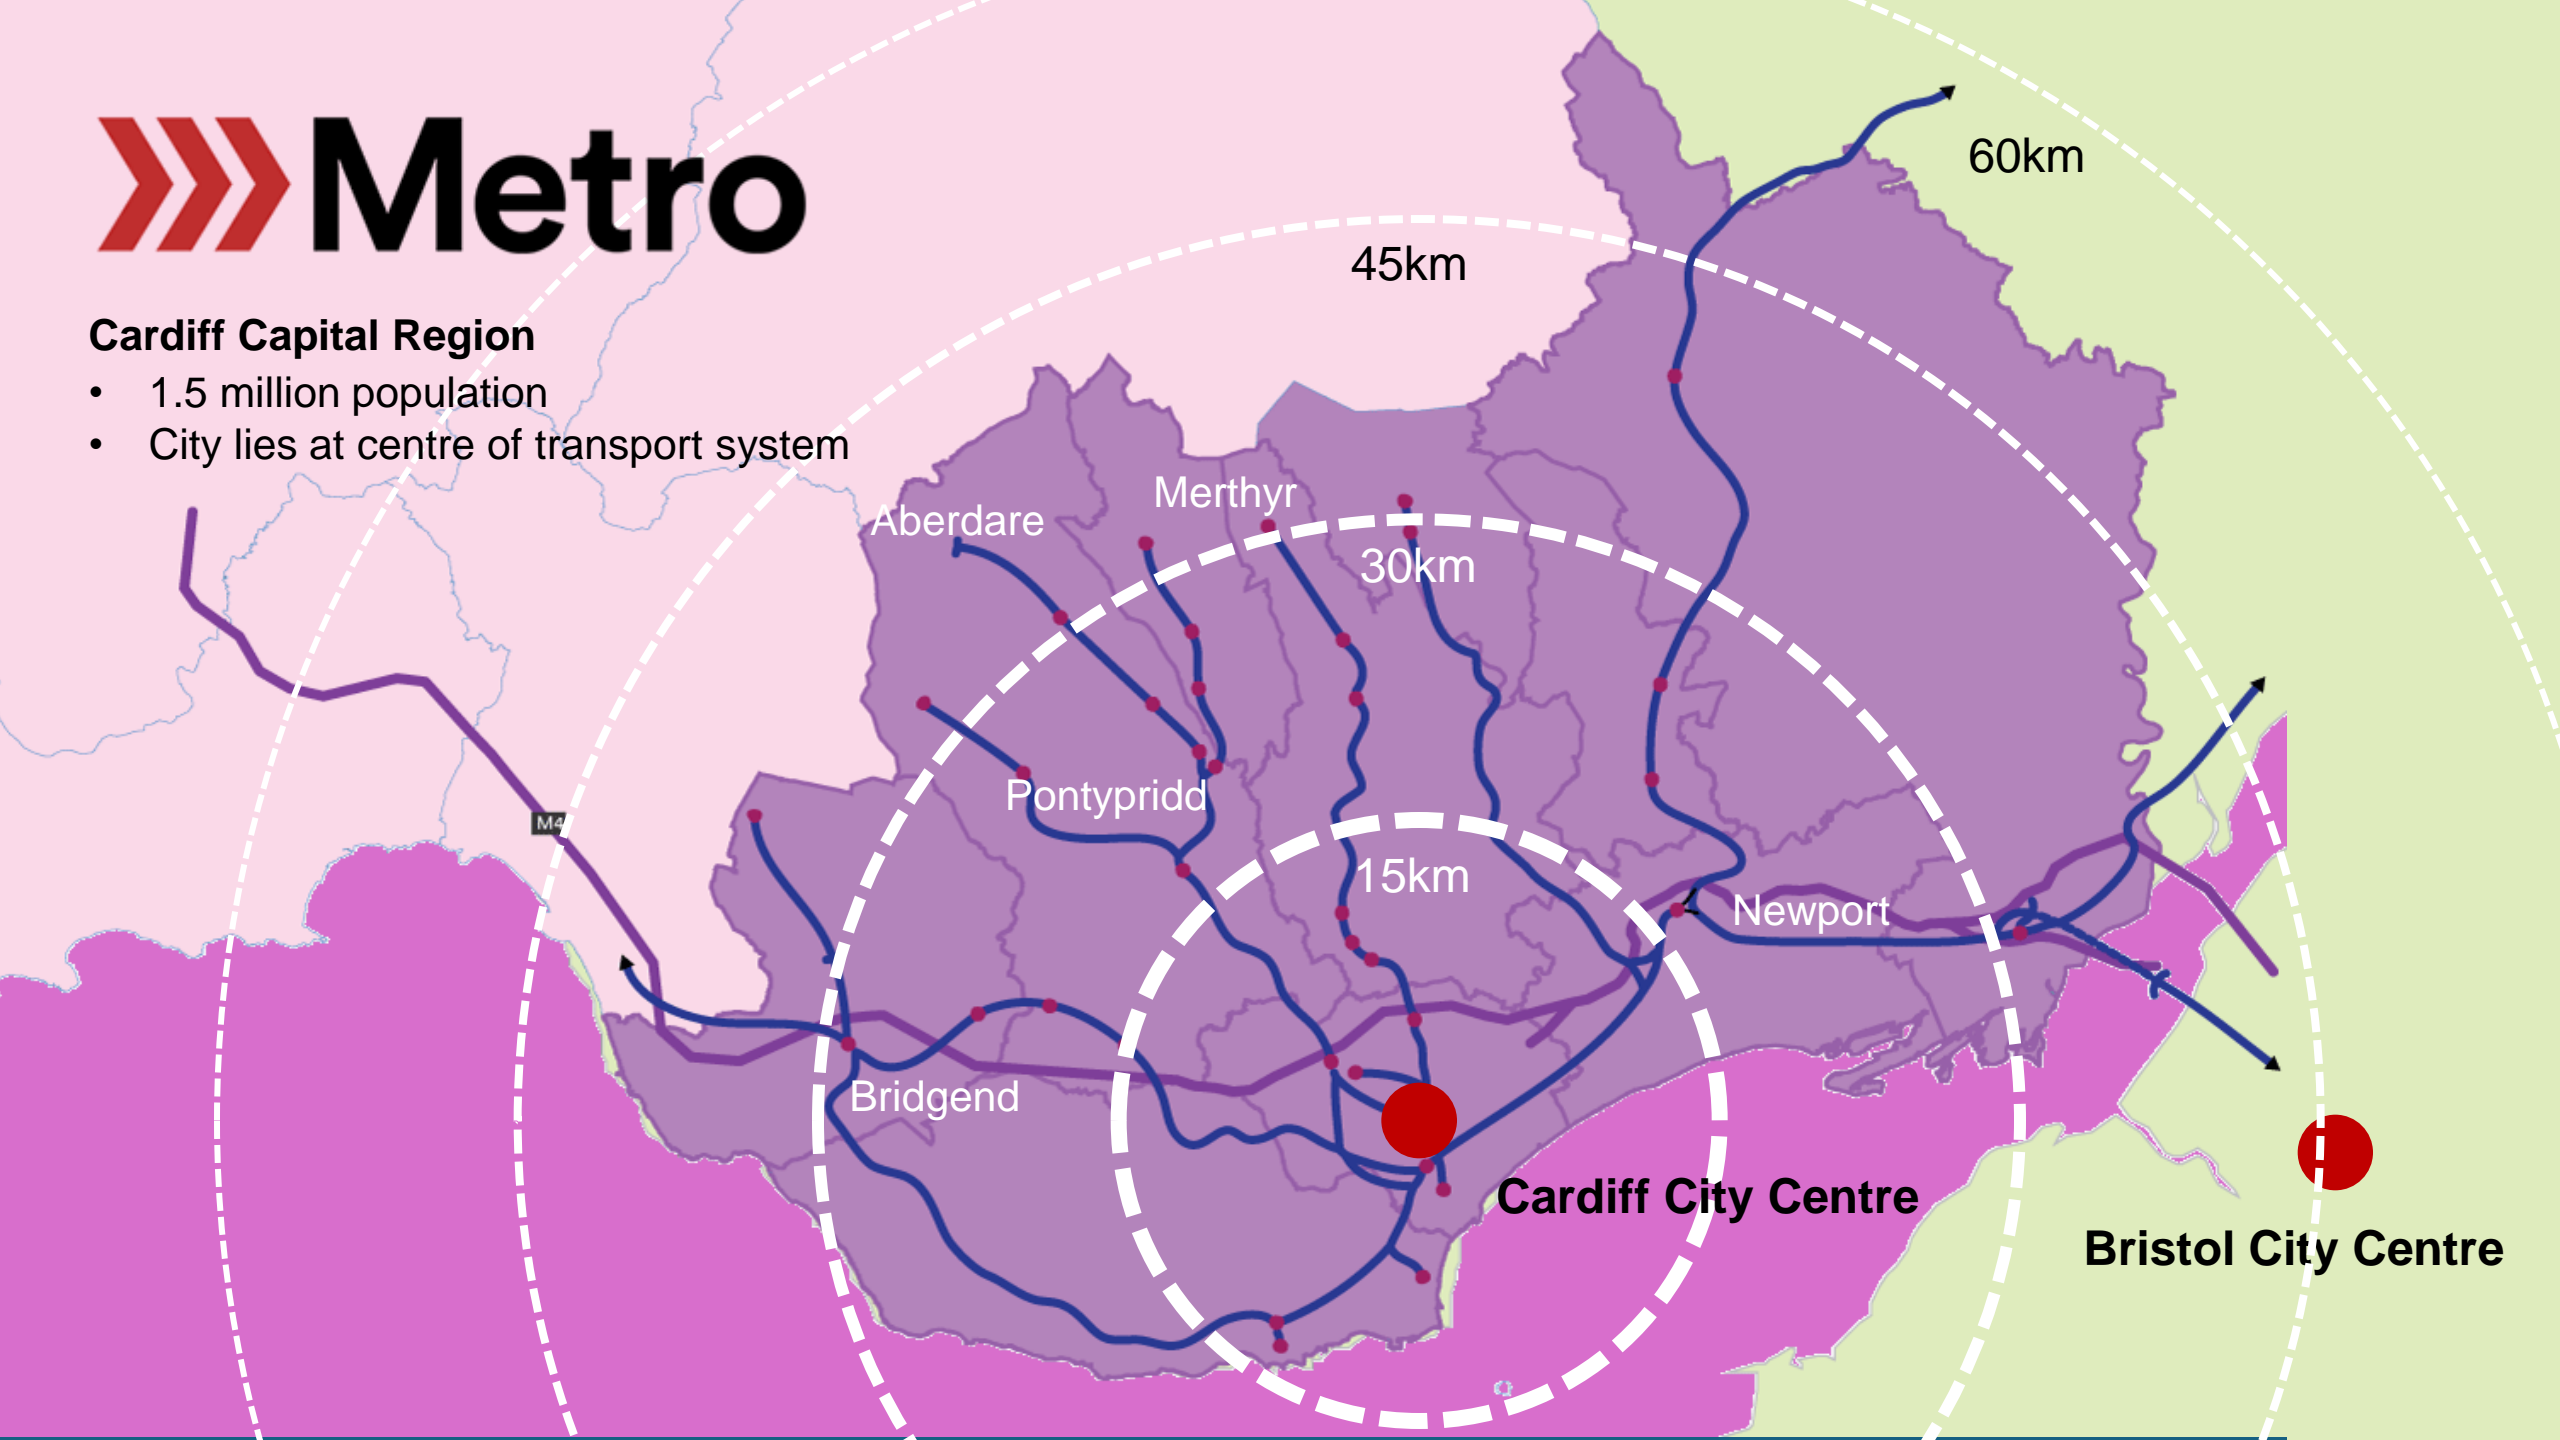 Metro
60km
45km
Cardiff Capital Region
• 1.5 million population
• City lies at centre of transport system
Merthyr
Aberdare
30km
Pontypridd
M4
15km
Newport
Bridgend
Cardiff City Centre
Bristol City Centre